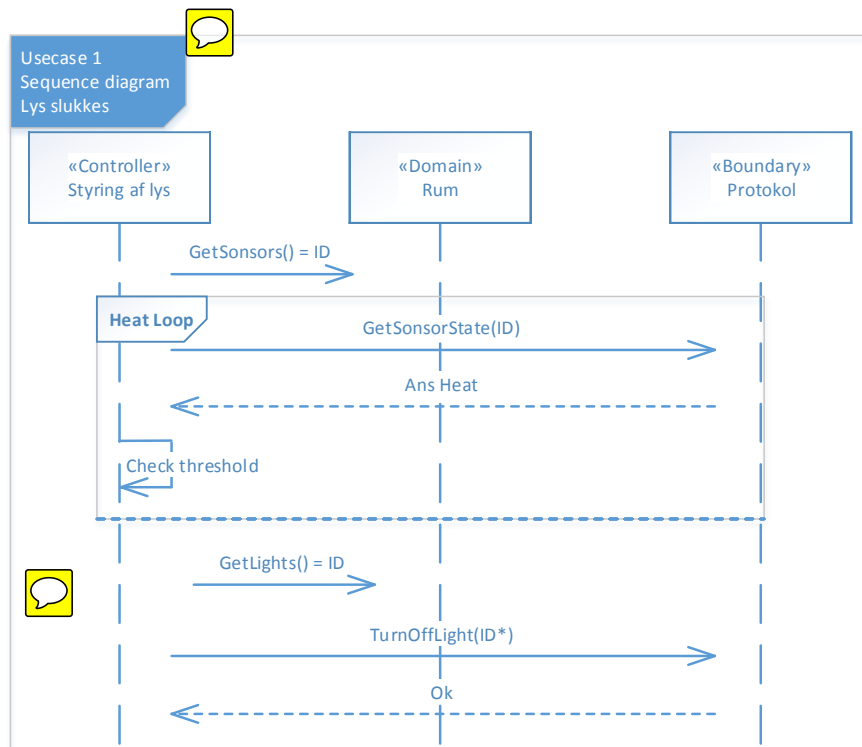 Usecase 1
Sequence diagram
Lys slukkes
«Controller»
Styring af lys
«Domain»
Rum
«Boundary»
Protokol
GetSonsors() = ID
Heat Loop
GetSonsorState(ID)
Ans Heat
Check threshold
GetLights() = ID
TurnOffLight(ID*)
Ok